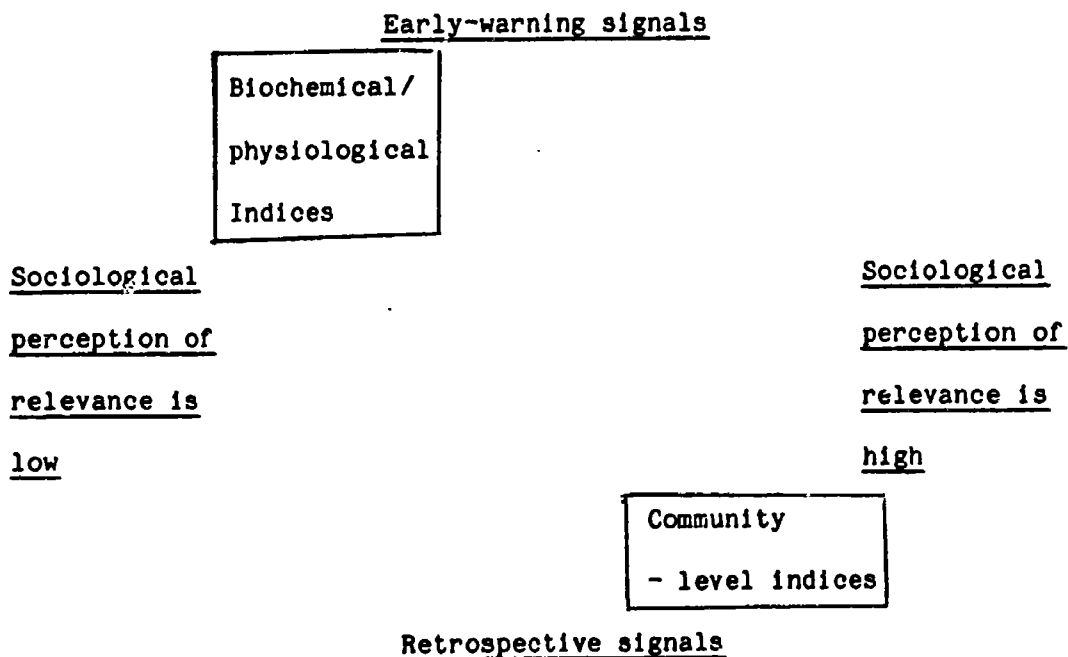 Early-warning signals
Biochemical/
physiological
Indices
Sociological
perception of
relevance is
low
Sociological
perception of
relevance is
high
Community
- level indices
Retrospective signals